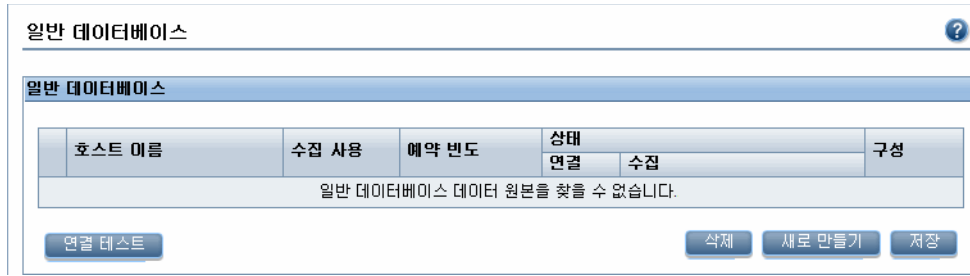 일반 데이터베이스
?
일반 데이터베이스
호스트 이름 수집 사용 예약 빈도 상태 구성
연결 수집
일반 데이터베이스 데이터 원본을 찾을 수 없습니다.
연결 테스트 삭제 새로 만들기 저장